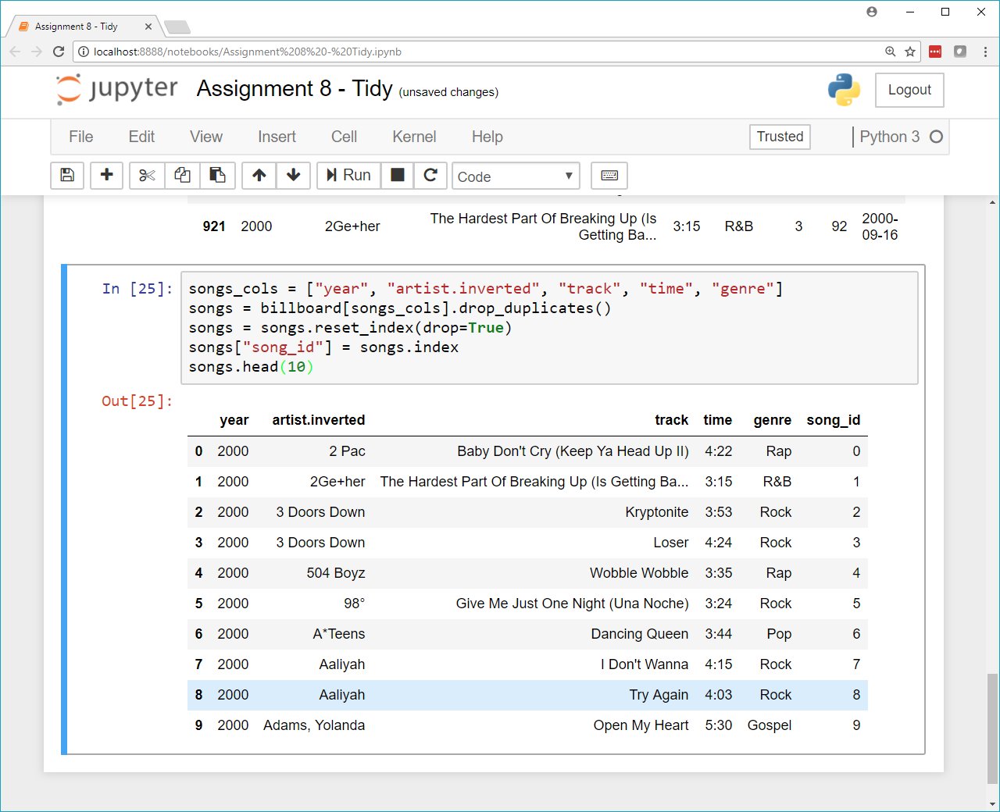 Assignment 8 - Tidy
localhost:8888/notebooks/Assignment%208%20-%20Tidy.ipynb
jupyter Assignment 8 - Tidy (unsaved changes) Logout
File Edit View Insert Cell Kernel Help Trusted Python 3
Run Code
921 2000 2Ge+her The Hardest Part Of Breaking Up (Is Getting Ba... 3:15 R&B 3 92 2000-09-16
In [25]: songs_cols = ["year", "artist.inverted", "track", "time", "genre"]
songs = billboard[songs_cols].drop_duplicates()
songs = songs.reset_index(drop=True)
songs["song_id"] = songs.index
songs.head(10)
Out[25]:
year artist.inverted track time genre song_id
0 2000 2 Pac Baby Don't Cry (Keep Ya Head Up II) 4:22 Rap 0
1 2000 2Ge+her The Hardest Part Of Breaking Up (Is Getting Ba... 3:15 R&B 1
2 2000 3 Doors Down Kryptonite 3:53 Rock 2
3 2000 3 Doors Down Loser 4:24 Rock 3
4 2000 504 Boyz Wobble Wobble 3:35 Rap 4
5 2000 98° Give Me Just One Night (Una Noche) 3:24 Rock 5
6 2000 A*Teens Dancing Queen 3:44 Pop 6
7 2000 Aaliyah I Don't Wanna 4:15 Rock 7
8 2000 Aaliyah Try Again 4:03 Rock 8
9 2000 Adams, Yolanda Open My Heart 5:30 Gospel 9